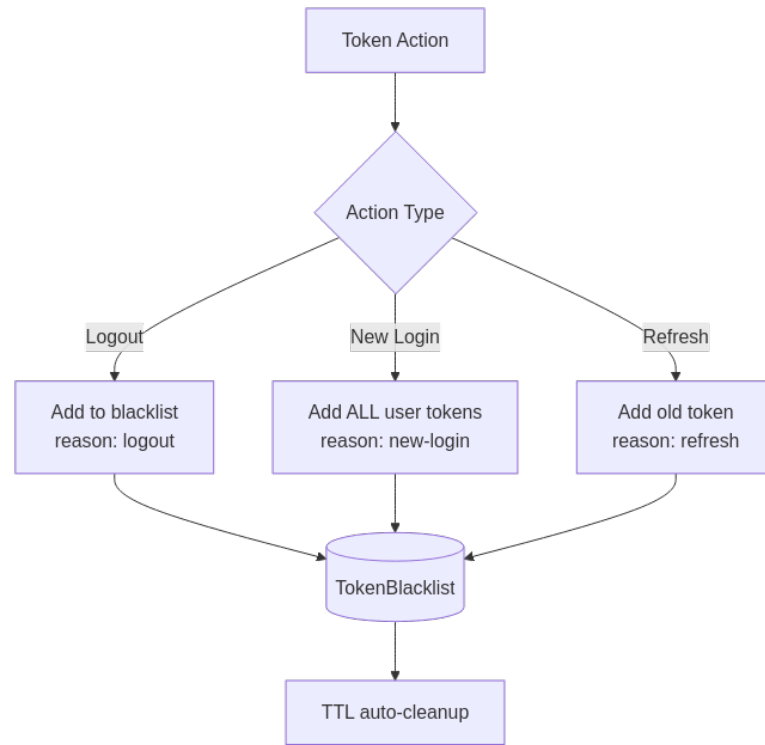 Token Action
Action Type
Logout
New Login
Refresh
Add to blacklist
reason: logout
Add ALL user tokens
reason: new-login
Add old token
reason: refresh
TokenBlacklist
TTL auto-cleanup